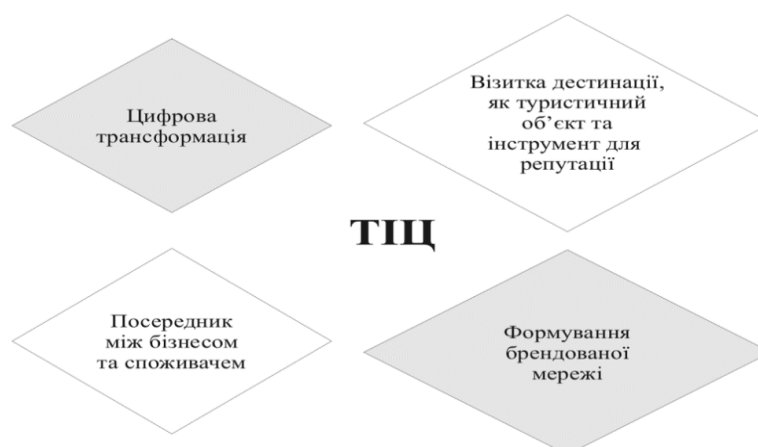 Цифрова
трансформація
Візитка дестинації,
як туристичний
об’єкт та
інструмент для
репутації
ТІЦ
Посередник
між бізнесом
та споживачем
Формування
брендованої
мережі